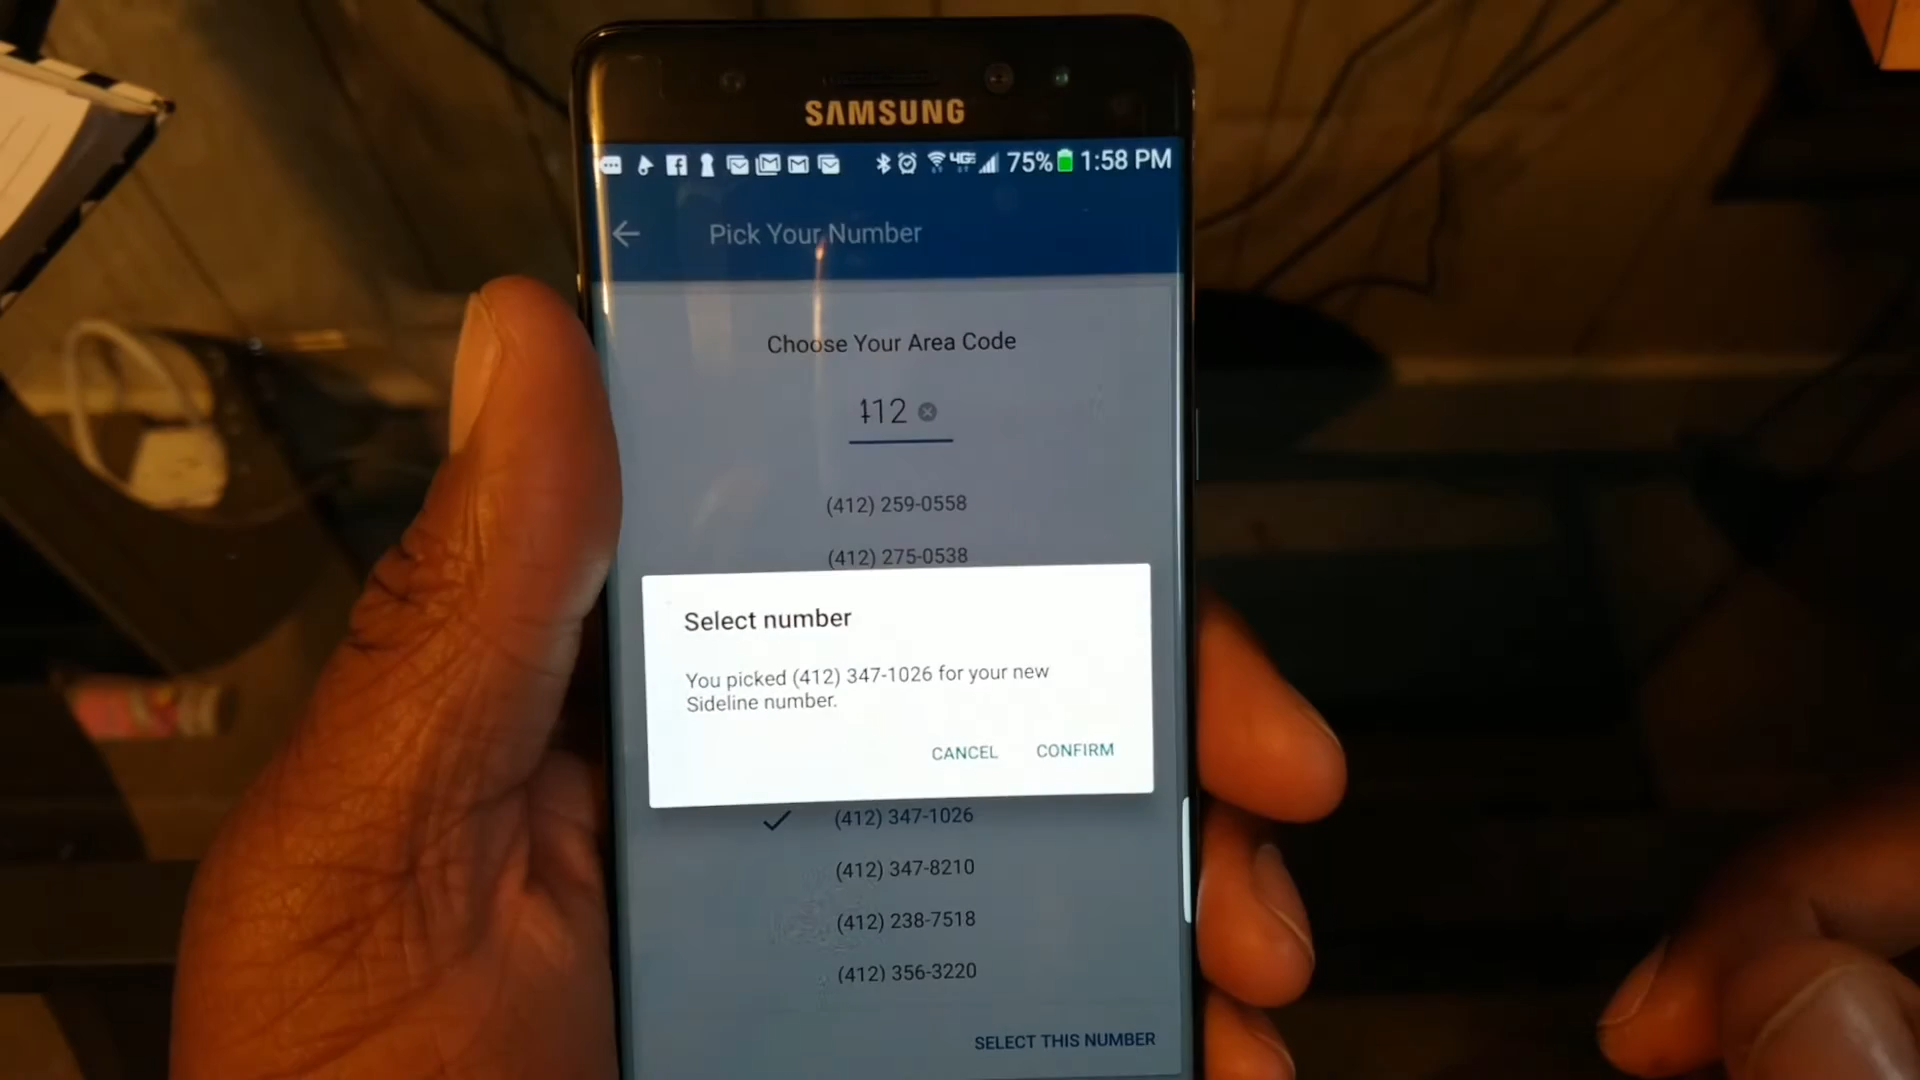 SAMSUNG
4G 75% 1:58 PM
Pick Your Number
Choose Your Area Code
412
(412) 259-0558
(412) 275-0538
Select number
You picked (412) 347-1026 for your new
Sideline number.
CANCEL CONFIRM
(412) 347-1026
(412) 347-8210
(412) 238-7518
(412) 356-3220
SELECT THIS NUMBER